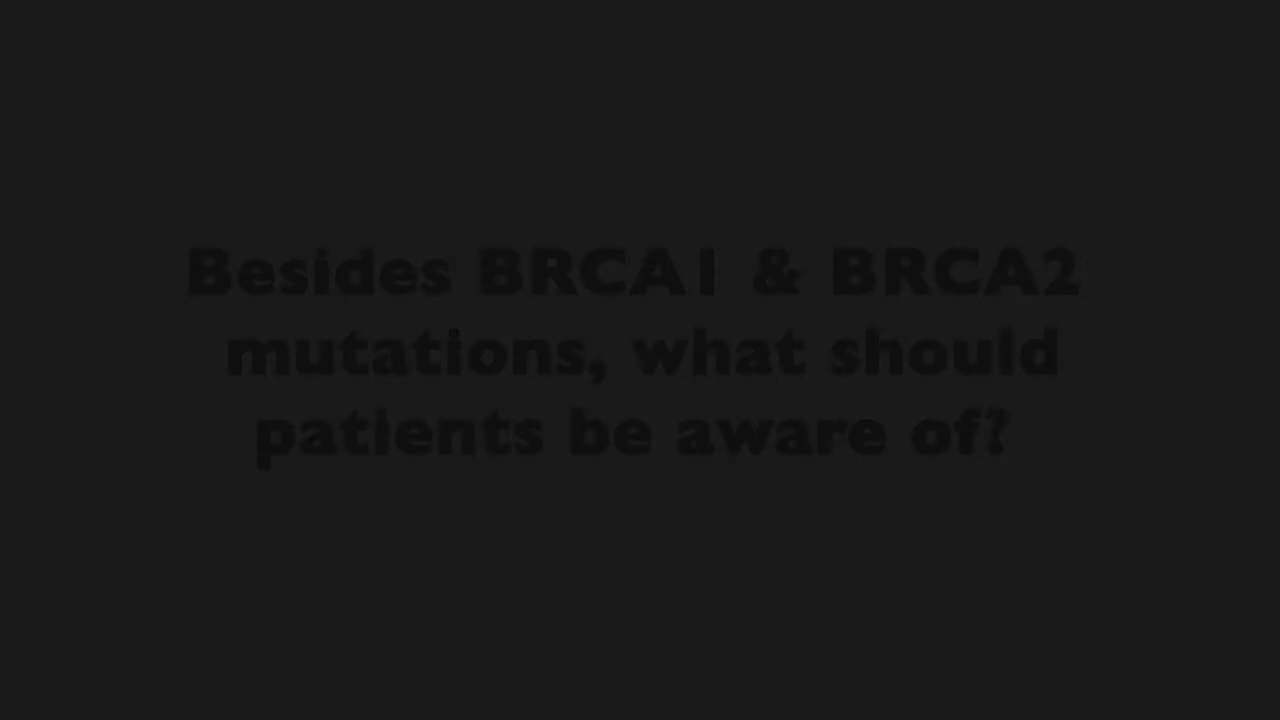 Besides BRCA1 & BRCA2
mutations, what should
patients be aware of?